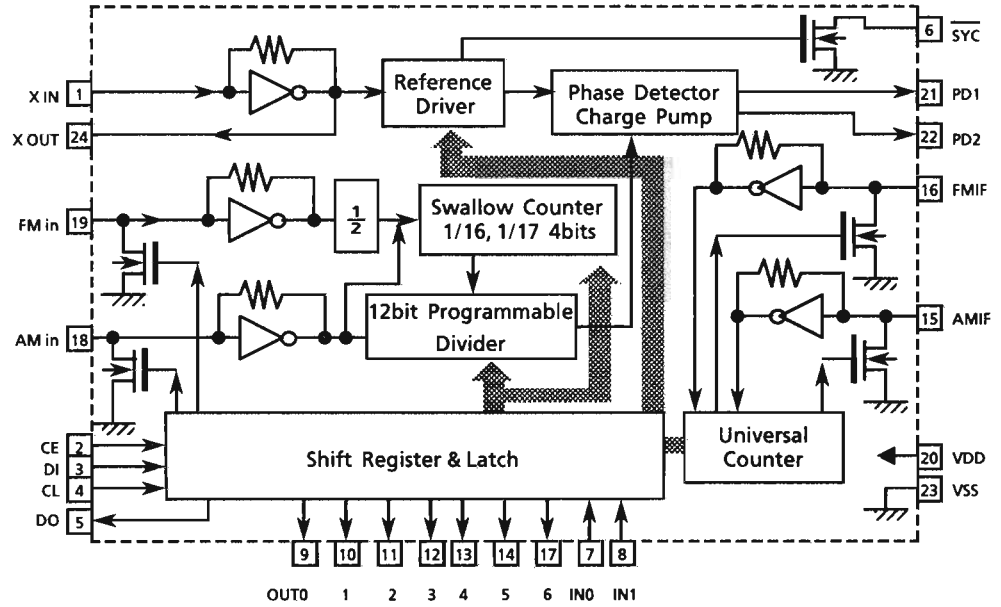 6 SYC
X IN 1
Reference
Driver
Phase Detector
Charge Pump
21 PD1
X OUT 24
22 PD2
16 FMIF
FM in 19
1
2
Swallow Counter
1/16, 1/17 4bits
12bit Programmable
Divider
15 AMIF
AM in 18
CE 2
DI 3
CL 4
DO 5
Shift Register & Latch
Universal
Counter
20 VDD
23 VSS
9 10 11 12 13 14 17 7 8
OUT0 1 2 3 4 5 6 IN0 IN1